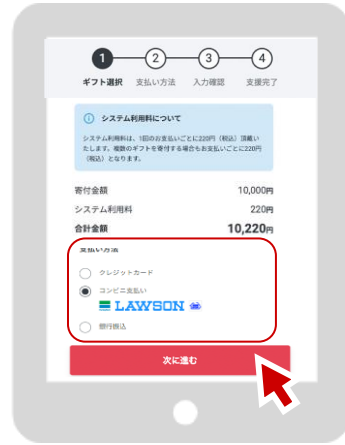 1 2 3 4
ギフト選択 支払い方法 入力確認 支援完了
システム利用料について
システム利用料は、1回のお支払いごとに220円（税込）頂戴い
たします。複数のギフトを寄付する場合もお支払いごとに220円
（税込）となります。
寄付金額 10,000円
システム利用料 220円
合計金額 10,220円
支払い方法
クレジットカード
コンビニ支払い
LAWSON
銀行振込
次に進む